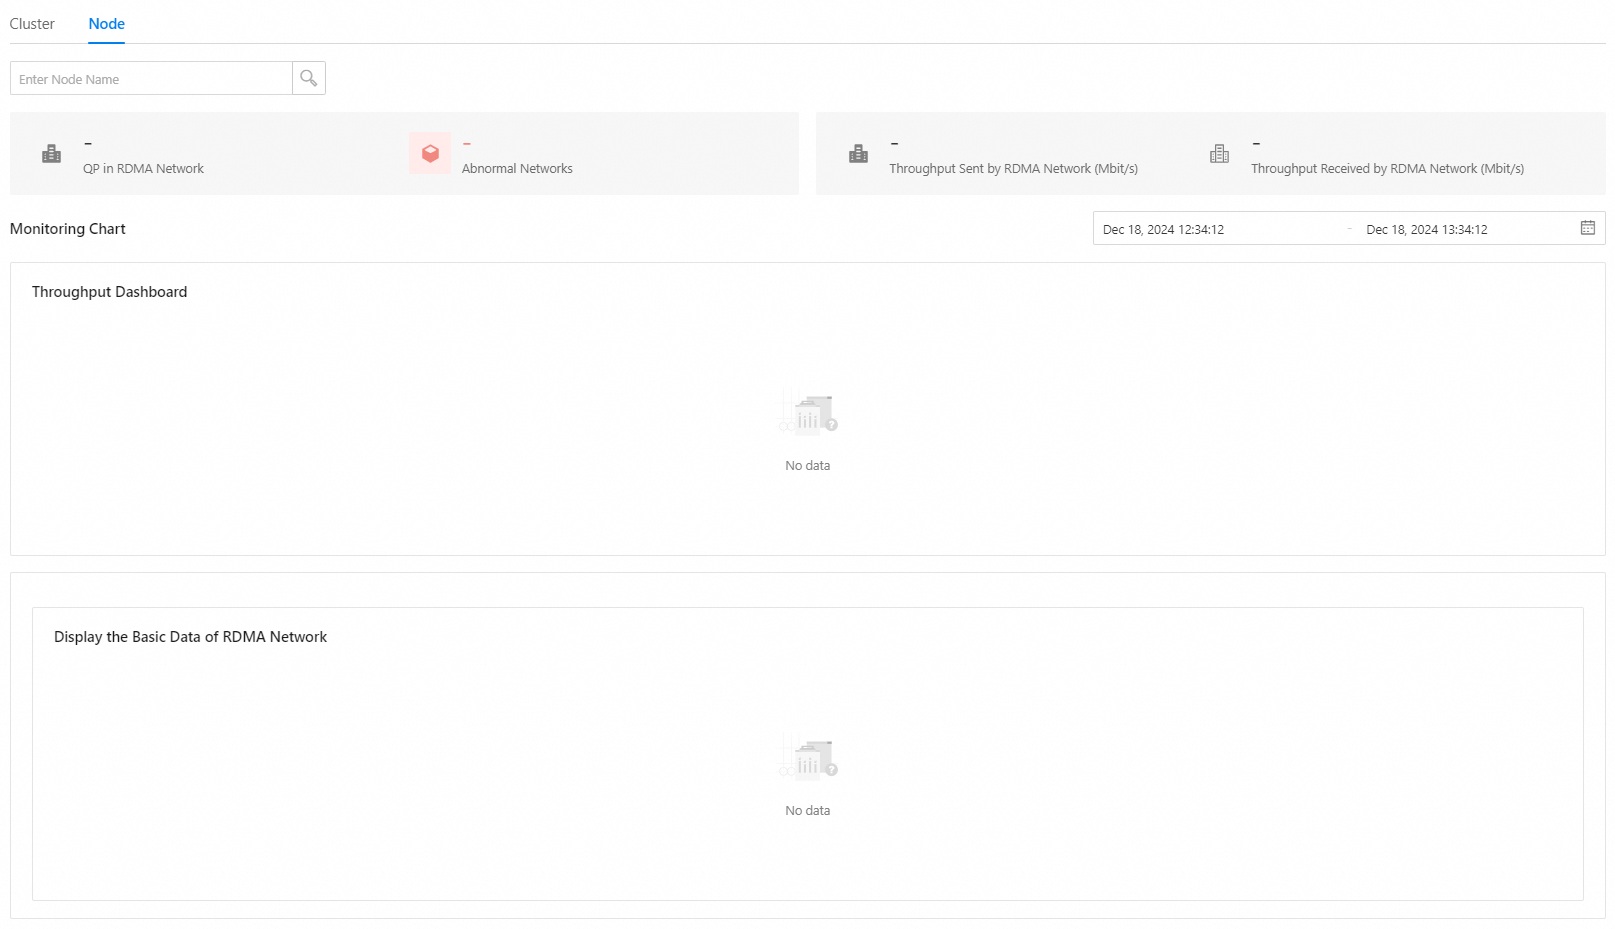 Cluster Node
Enter Node Name
–
QP in RDMA Network
–
Abnormal Networks
–
Throughput Sent by RDMA Network (Mbit/s)
–
Throughput Received by RDMA Network (Mbit/s)
Monitoring Chart
Dec 18, 2024 12:34:12 - Dec 18, 2024 13:34:12
Throughput Dashboard
No data
Display the Basic Data of RDMA Network
No data